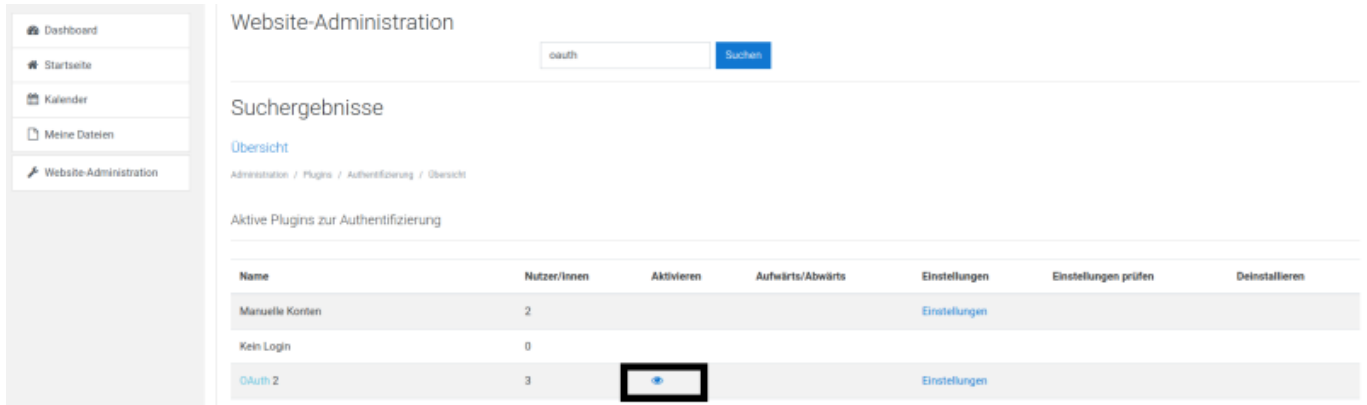 Dashboard
Startseite
Kalender
Meine Dateien
Website-Administration
Website-Administration
oauth Suchen
Suchergebnisse
Übersicht
Administration / Plugins / Authentifizierung / Übersicht
Aktive Plugins zur Authentifizierung
Name Nutzer/innen Aktivieren Aufwärts/Abwärts Einstellungen Einstellungen prüfen Deinstallieren
Manuelle Konten 2 Einstellungen
Kein Login 0
OAuth 2 3 Einstellungen